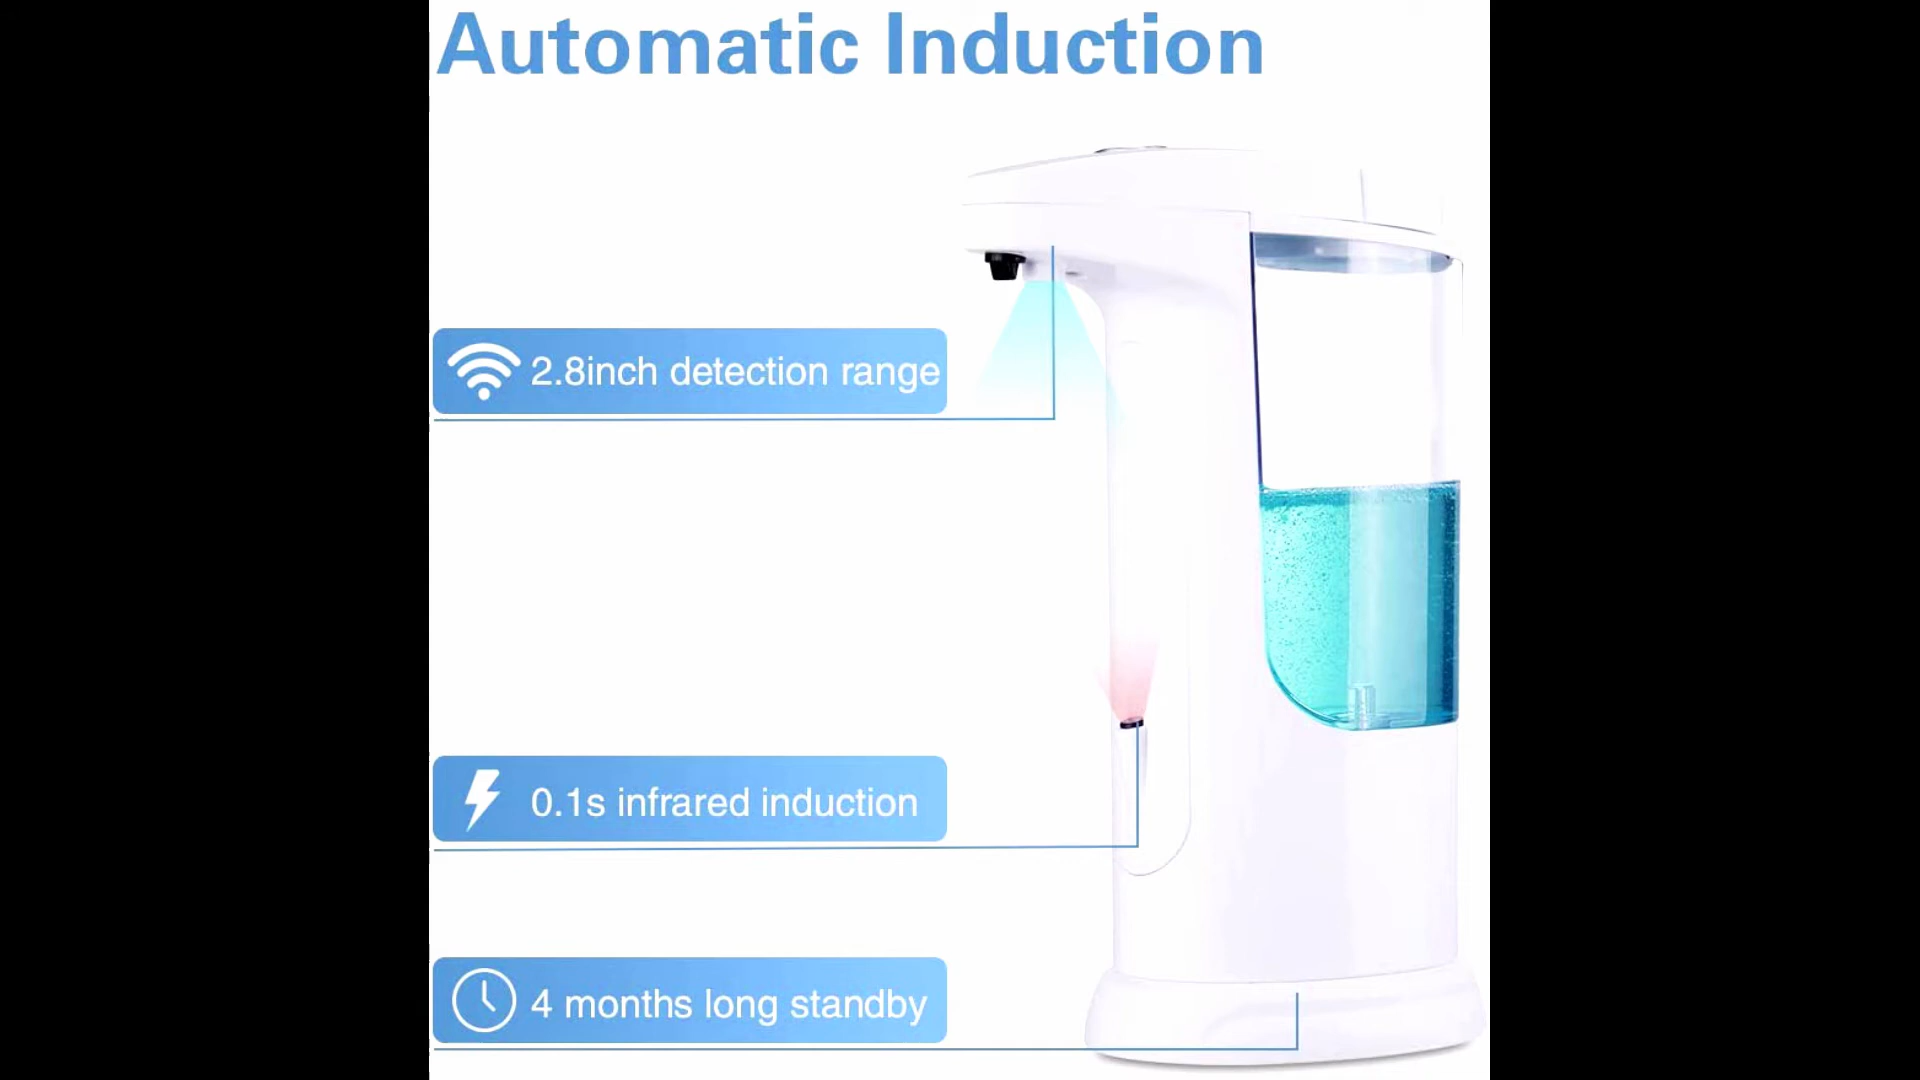 Automatic Induction
2.8inch detection range
0.1s infrared induction
4 months long standby